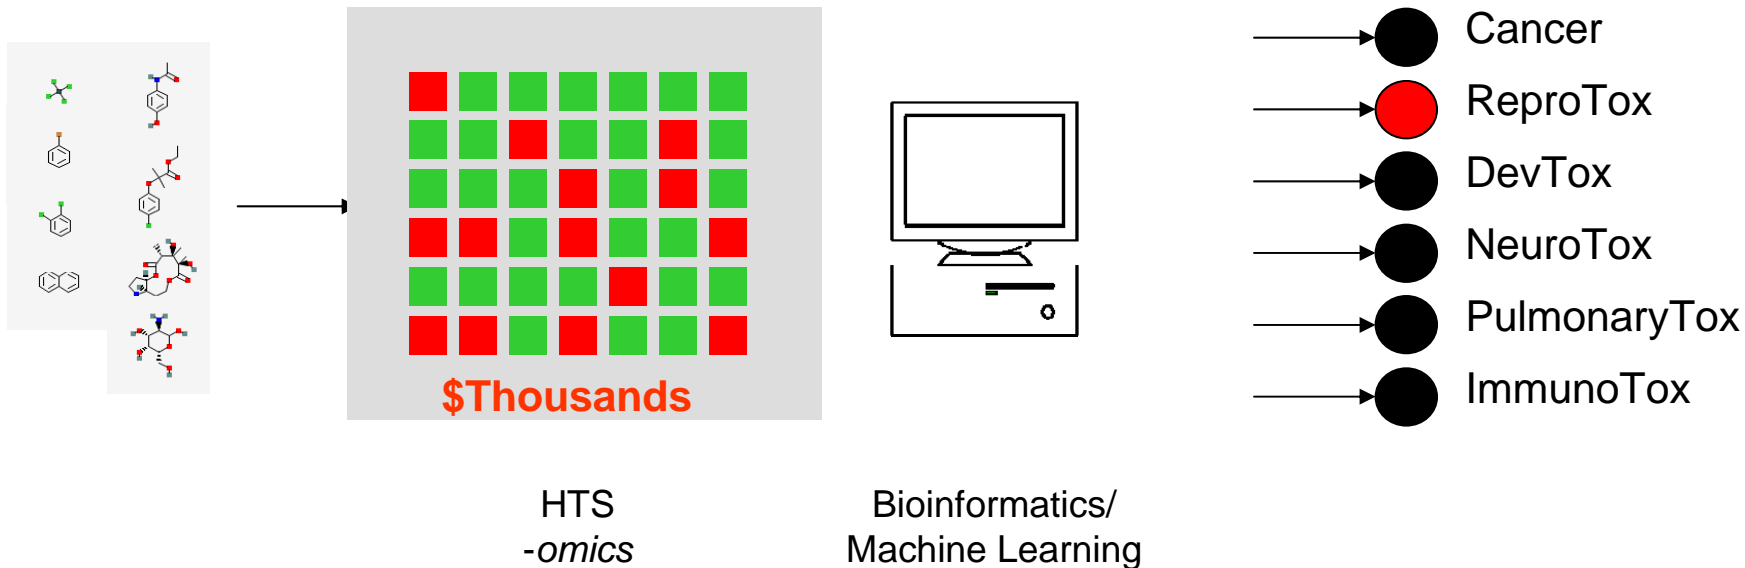 Cancer
ReproTox
DevTox
NeuroTox
PulmonaryTox
ImmunoTox
$Thousands
HTS
-omics
Bioinformatics/
Machine Learning